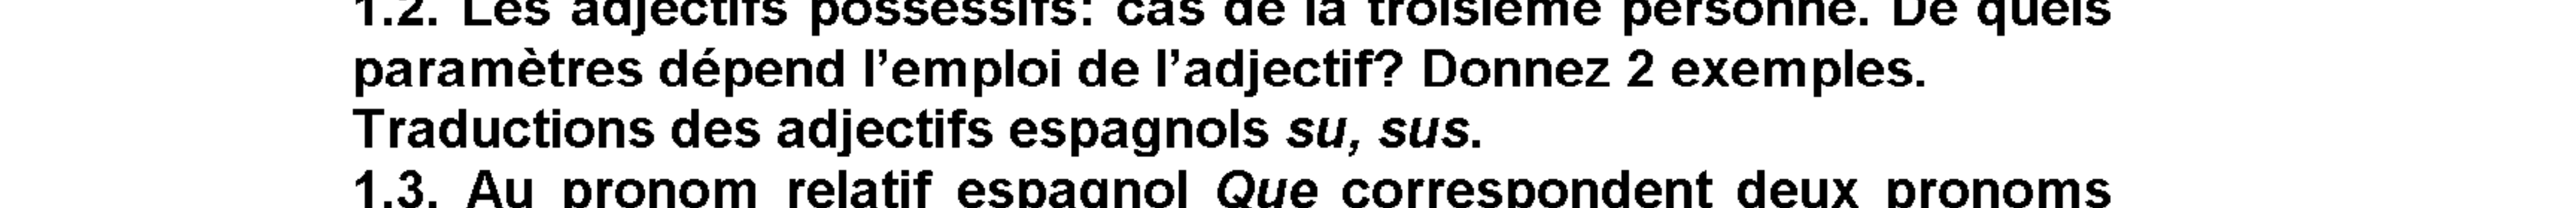 1.2. Les adjectifs possessifs: cas de la troisième personne. De quels
paramètres dépend l’emploi de l’adjectif? Donnez 2 exemples.
Traductions des adjectifs espagnols su, sus.
1.3. Au pronom relatif espagnol Que correspondent deux pronoms